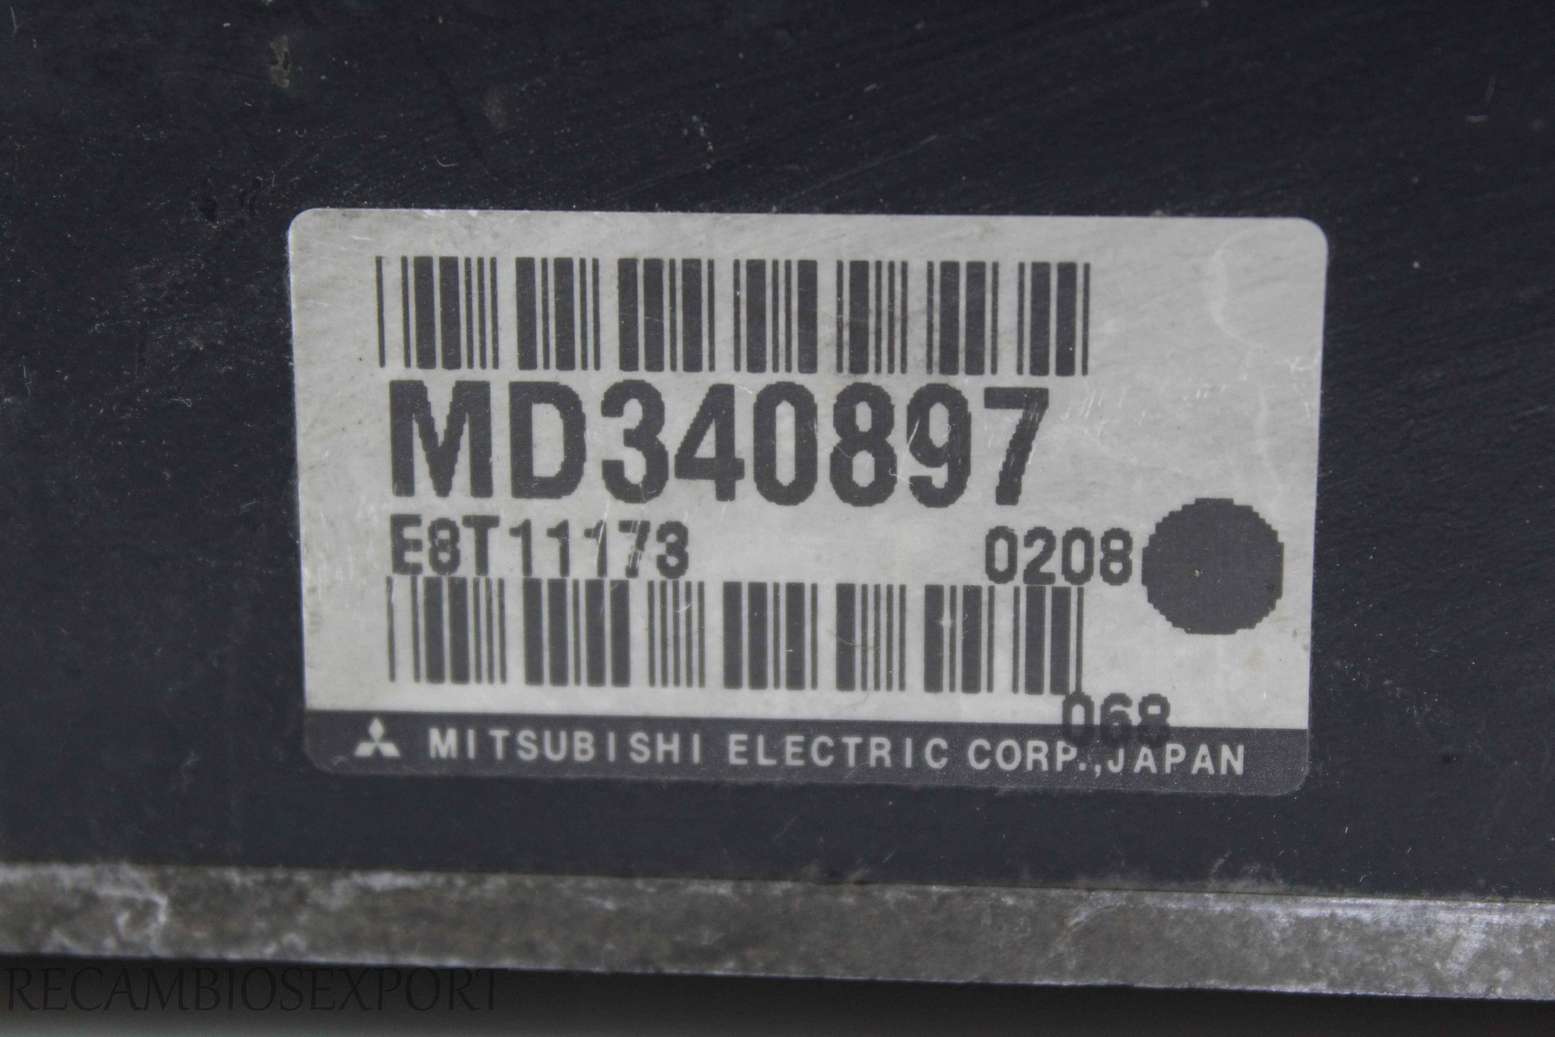 MD340897
E8T11173 0208
068
MITSUBISHI ELECTRIC CORP.,JAPAN
RECAMBIOSEXPORT